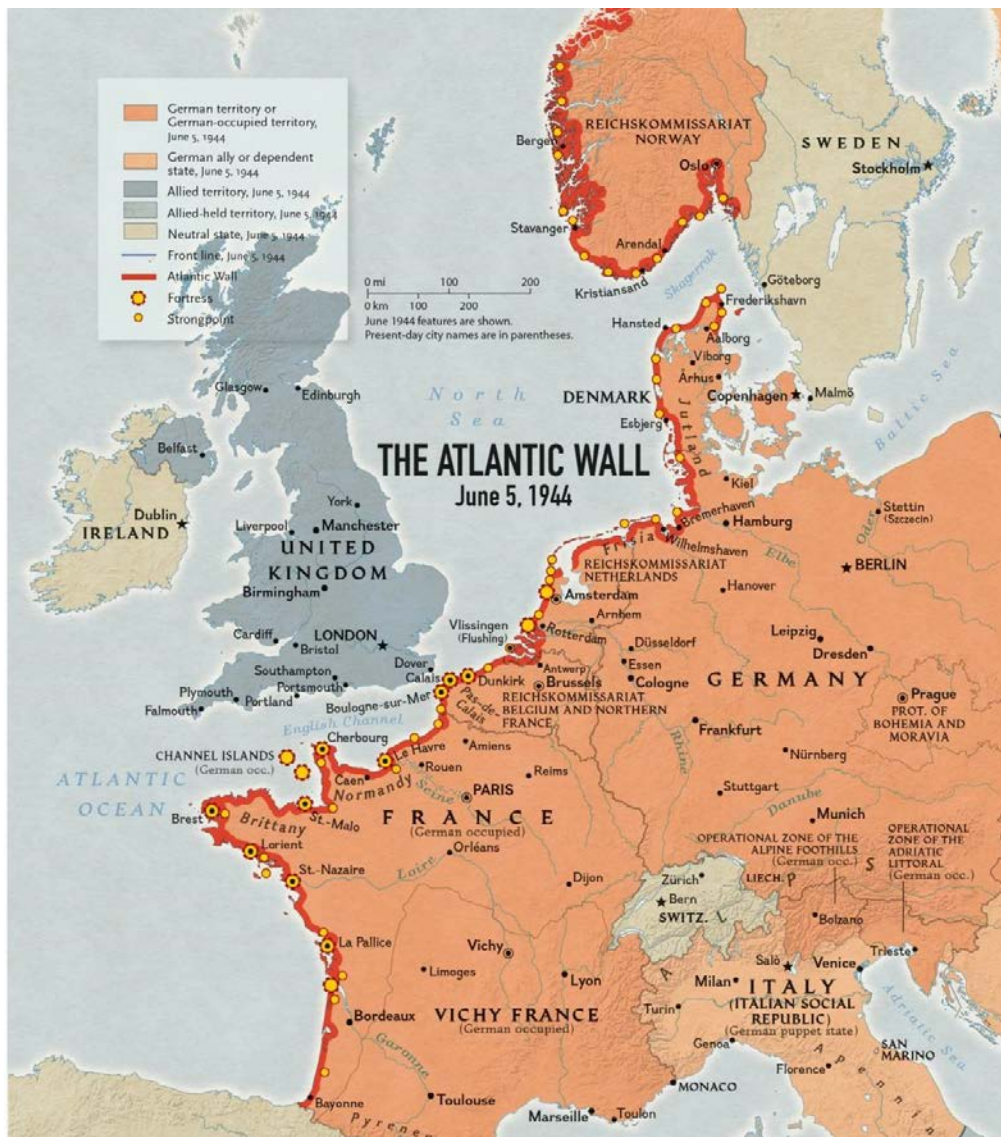 German territory or
German-occupied territory,
June 5, 1944
German ally or dependent
state, June 5, 1944
Allied territory, June 5, 1944
Allied-held territory, June 5, 1944
Neutral state, June 5, 1944
Front line, June 5, 1944
Atlantic Wall
Fortress
Strongpoint
0 mi 100 200
0 km 100 200
June 1944 features are shown.
Present-day city names are in parentheses.
THE ATLANTIC WALL
June 5, 1944
REICHSKOMMISSARIAT
NORWAY
Bergen
Oslo
Stavanger
Arendal
Kristiansand
Skagerrak
SWEDEN
Stockholm
Göteborg
Malmö
Frederikshavn
Hansted
Aalborg
Viborg
Århus
DENMARK
Copenhagen
Esbjerg
Jutland
North
Sea
Baltic Sea
Glasgow
Edinburgh
Belfast
Dublin
IRELAND
York
Liverpool
Manchester
UNITED
KINGDOM
Birmingham
Cardiff
LONDON
Bristol
Southampton
Dover
Plymouth
Portsmouth
Portland
Falmouth
English Channel
Kiel
Bremerhaven
Hamburg
Wilhelmshaven
Frisia
Stettin
(Szczecin)
Oder
Elbe
BERLIN
REICHSKOMMISSARIAT
NETHERLANDS
Hanover
Amsterdam
Arnhem
Vlissingen
(Flushing)
Rotterdam
Düsseldorf
Leipzig
Dresden
Essen
Antwerp
Brussels
Cologne
GERMANY
REICHSKOMMISSARIAT
BELGIUM AND NORTHERN
FRANCE
Prague
PROT. OF
BOHEMIA AND
MORAVIA
Calais
Dunkirk
Boulogne-sur-Mer
Pas-de-
Calais
Frankfurt
Rhine
Nürnberg
Stuttgart
Danube
Munich
CHANNEL ISLANDS
(German occ.)
Cherbourg
Le Havre
Amiens
Rouen
Reims
Caen
Normandy
Seine
PARIS
ATLANTIC
OCEAN
Brest
Brittany
St.-Malo
FRANCE
(German occupied)
Lorient
Orléans
St.-Nazaire
Loire
Dijon
La Pallice
Vichy
Limoges
Lyon
Bordeaux
VICHY FRANCE
(German occupied)
Garonne
Bayonne
Toulouse
Pyrene
Marseille
Toulon
OPERATIONAL ZONE OF THE
ALPINE FOOTHILLS
(German occ.)
OPERATIONAL
ZONE OF THE
ADRIATIC
LITTORAL
(German occ.)
Zürich
LIECH.
Bern
SWITZ.
A L P S
Bolzano
Trieste
Salò
Venice
Milan
ITALY
(ITALIAN SOCIAL
REPUBLIC)
(German puppet state)
Turin
Genoa
Florence
MONACO
SAN
MARINO
Adriatic Sea
Apennin